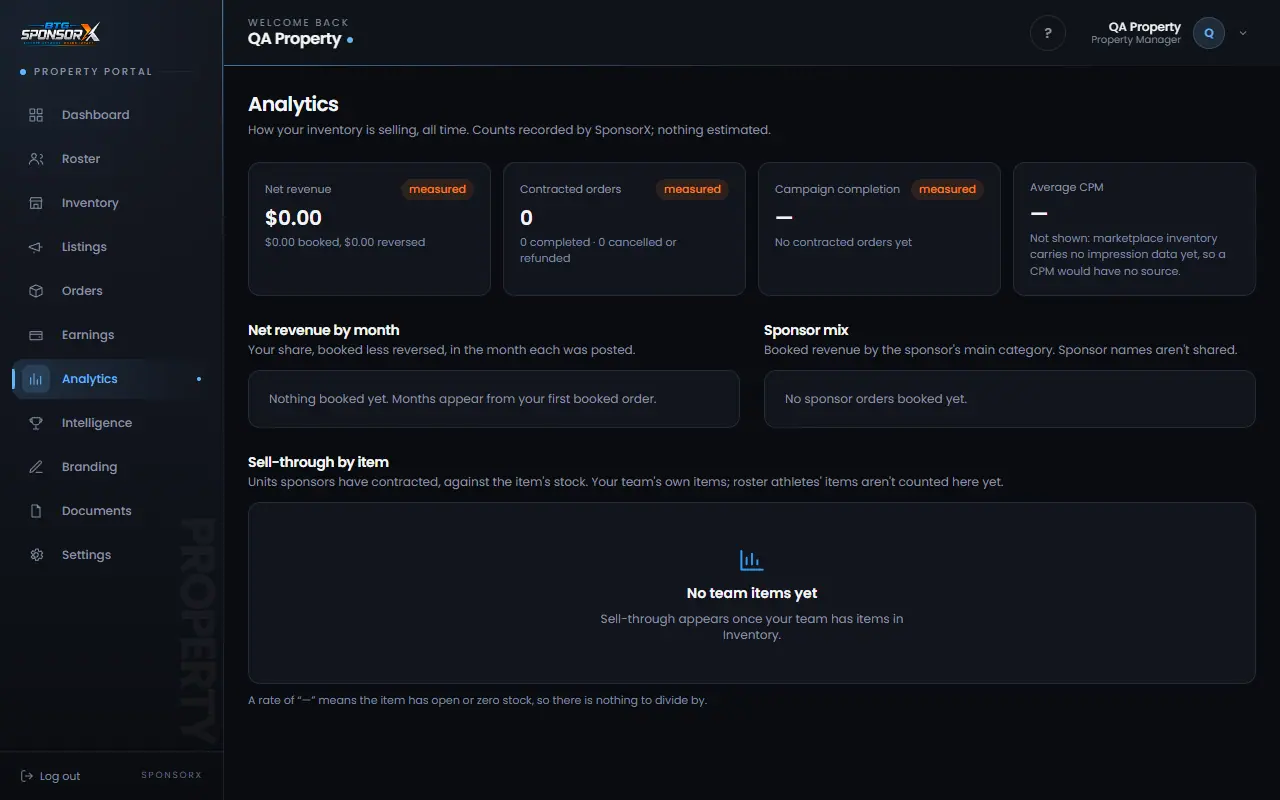 BTG
SPONSORX
PROPERTY PORTAL
Dashboard
Roster
Inventory
Listings
Orders
Earnings
Analytics
Intelligence
Branding
Documents
Settings
PROPERTY
Log out
SPONSORX
WELCOME BACK
QA Property
?
QA Property
Property Manager
Q
Analytics
How your inventory is selling, all time. Counts recorded by SponsorX; nothing estimated.
Net revenue
measured
$0.00
$0.00 booked, $0.00 reversed
Contracted orders
measured
0
0 completed · 0 cancelled or
refunded
Campaign completion
measured
—
No contracted orders yet
Average CPM
—
Not shown: marketplace inventory
carries no impression data yet, so a
CPM would have no source.
Net revenue by month
Your share, booked less reversed, in the month each was posted.
Nothing booked yet. Months appear from your first booked order.
Sponsor mix
Booked revenue by the sponsor's main category. Sponsor names aren't shared.
No sponsor orders booked yet.
Sell-through by item
Units sponsors have contracted, against the item's stock. Your team's own items; roster athletes' items aren't counted here yet.
No team items yet
Sell-through appears once your team has items in
Inventory.
A rate of “—” means the item has open or zero stock, so there is nothing to divide by.